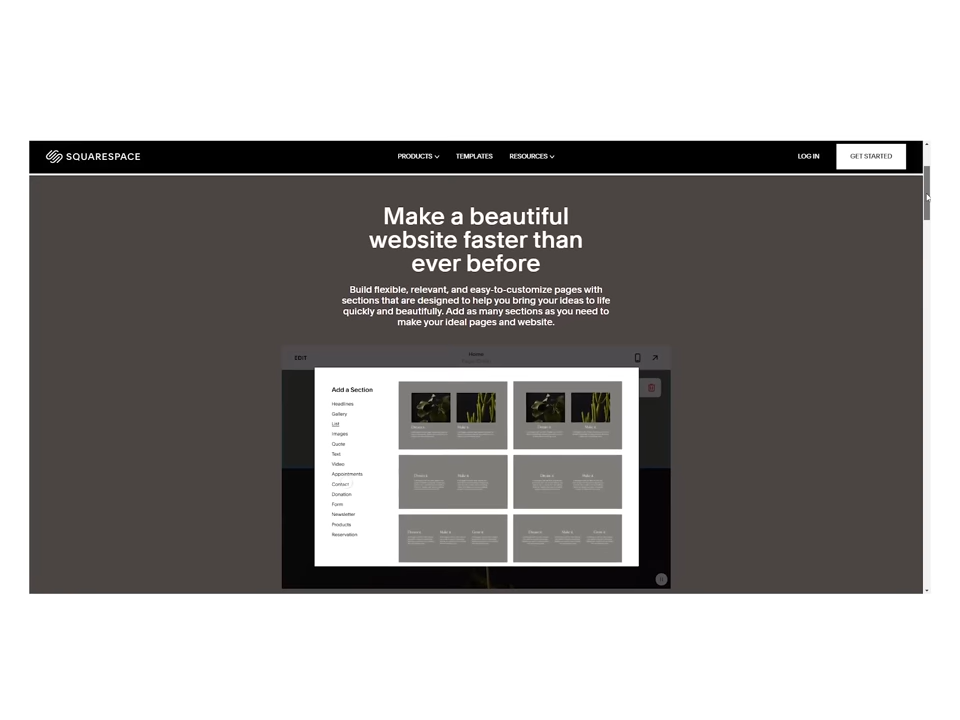 SQUARESPACE
PRODUCTS
TEMPLATES
RESOURCES
LOG IN
GET STARTED
Make a beautiful
website faster than
ever before
Build flexible, relevant, and easy-to-customize pages with
sections that are designed to help you bring your ideas to life
quickly and beautifully. Add as many sections as you need to
make your ideal pages and website.
EDIT
Home
Add a Section
Headlines
Gallery
List
Images
Quote
Text
Video
Appointments
Contact
Donation
Form
Newsletter
Products
Reservation